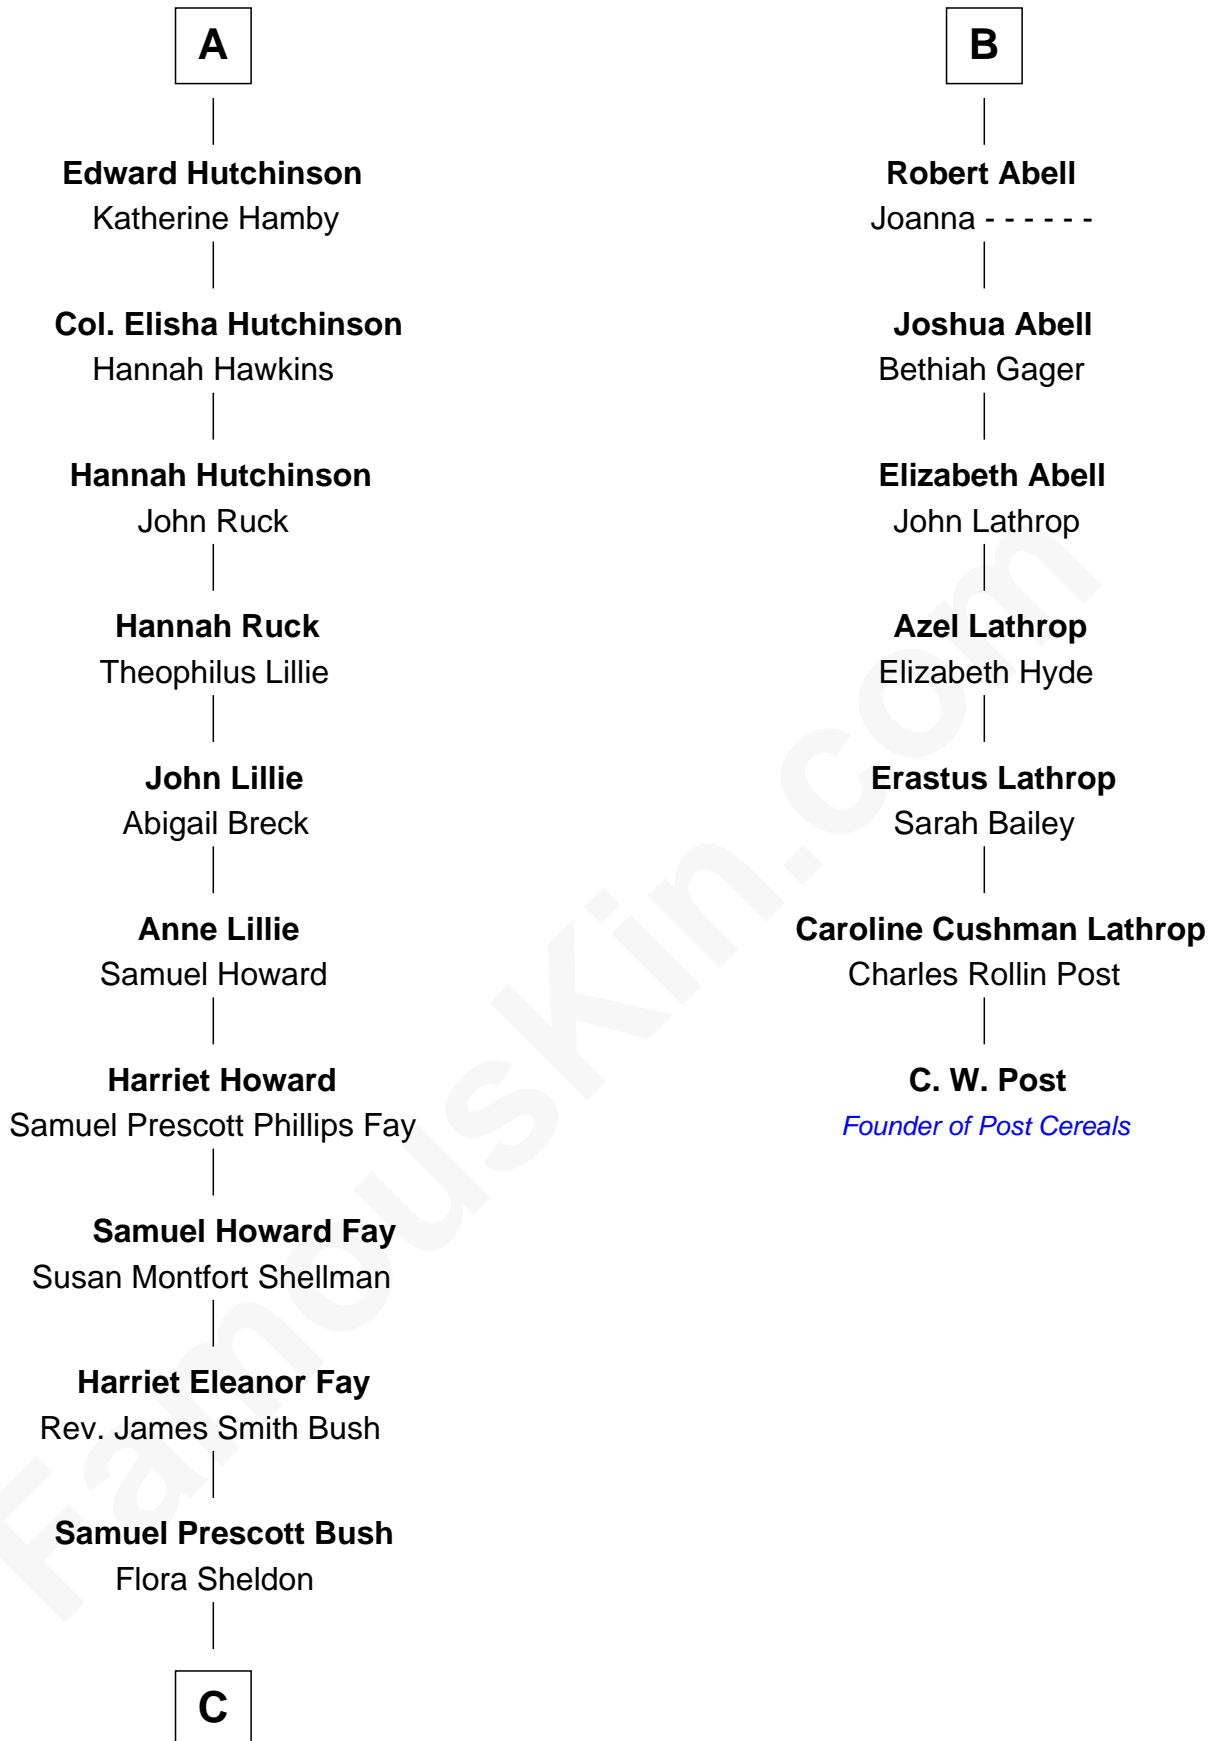 A
Edward Hutchinson
Katherine Hamby
Col. Elisha Hutchinson
Hannah Hawkins
Hannah Hutchinson
John Ruck
Hannah Ruck
Theophilus Lillie
John Lillie
Abigail Breck
Anne Lillie
Samuel Howard
Harriet Howard
Samuel Prescott Phillips Fay
Samuel Howard Fay
Susan Montfort Shellman
Harriet Eleanor Fay
Rev. James Smith Bush
Samuel Prescott Bush
Flora Sheldon
C
B
Robert Abell
Joanna - - - - - -
Joshua Abell
Bethiah Gager
Elizabeth Abell
John Lathrop
Azel Lathrop
Elizabeth Hyde
Erastus Lathrop
Sarah Bailey
Caroline Cushman Lathrop
Charles Rollin Post
C. W. Post
Founder of Post Cereals
FamousKin.com